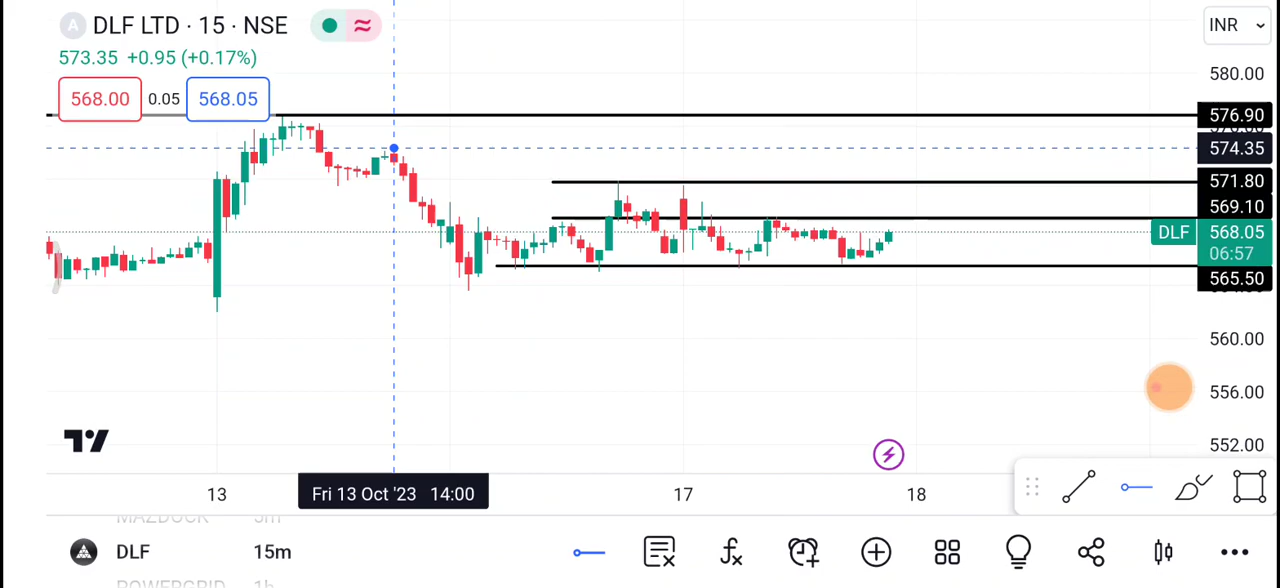 A DLF LTD · 15 · NSE
INR
573.35 +0.95 (+0.17%)
568.00 0.05 568.05
580.00
576.90
574.35
571.80
569.10
DLF 568.05
06:57
565.50
560.00
556.00
552.00
13 Fri 13 Oct '23 14:00 17 18
MAZDOCK 5m
DLF 15m
POWERGRID 1h